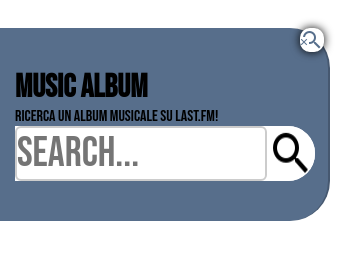 MUSIC ALBUM
RICERCA UN ALBUM MUSICALE SU LAST.FM!
SEARCH...